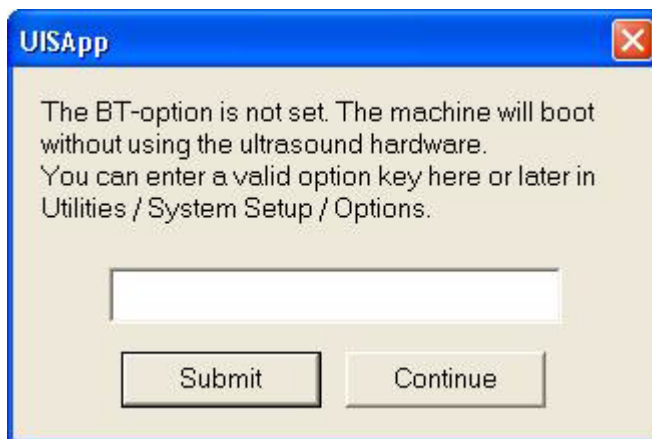 UISApp
The BT-option is not set. The machine will boot
without using the ultrasound hardware.
You can enter a valid option key here or later in
Utilities / System Setup / Options.
Submit
Continue